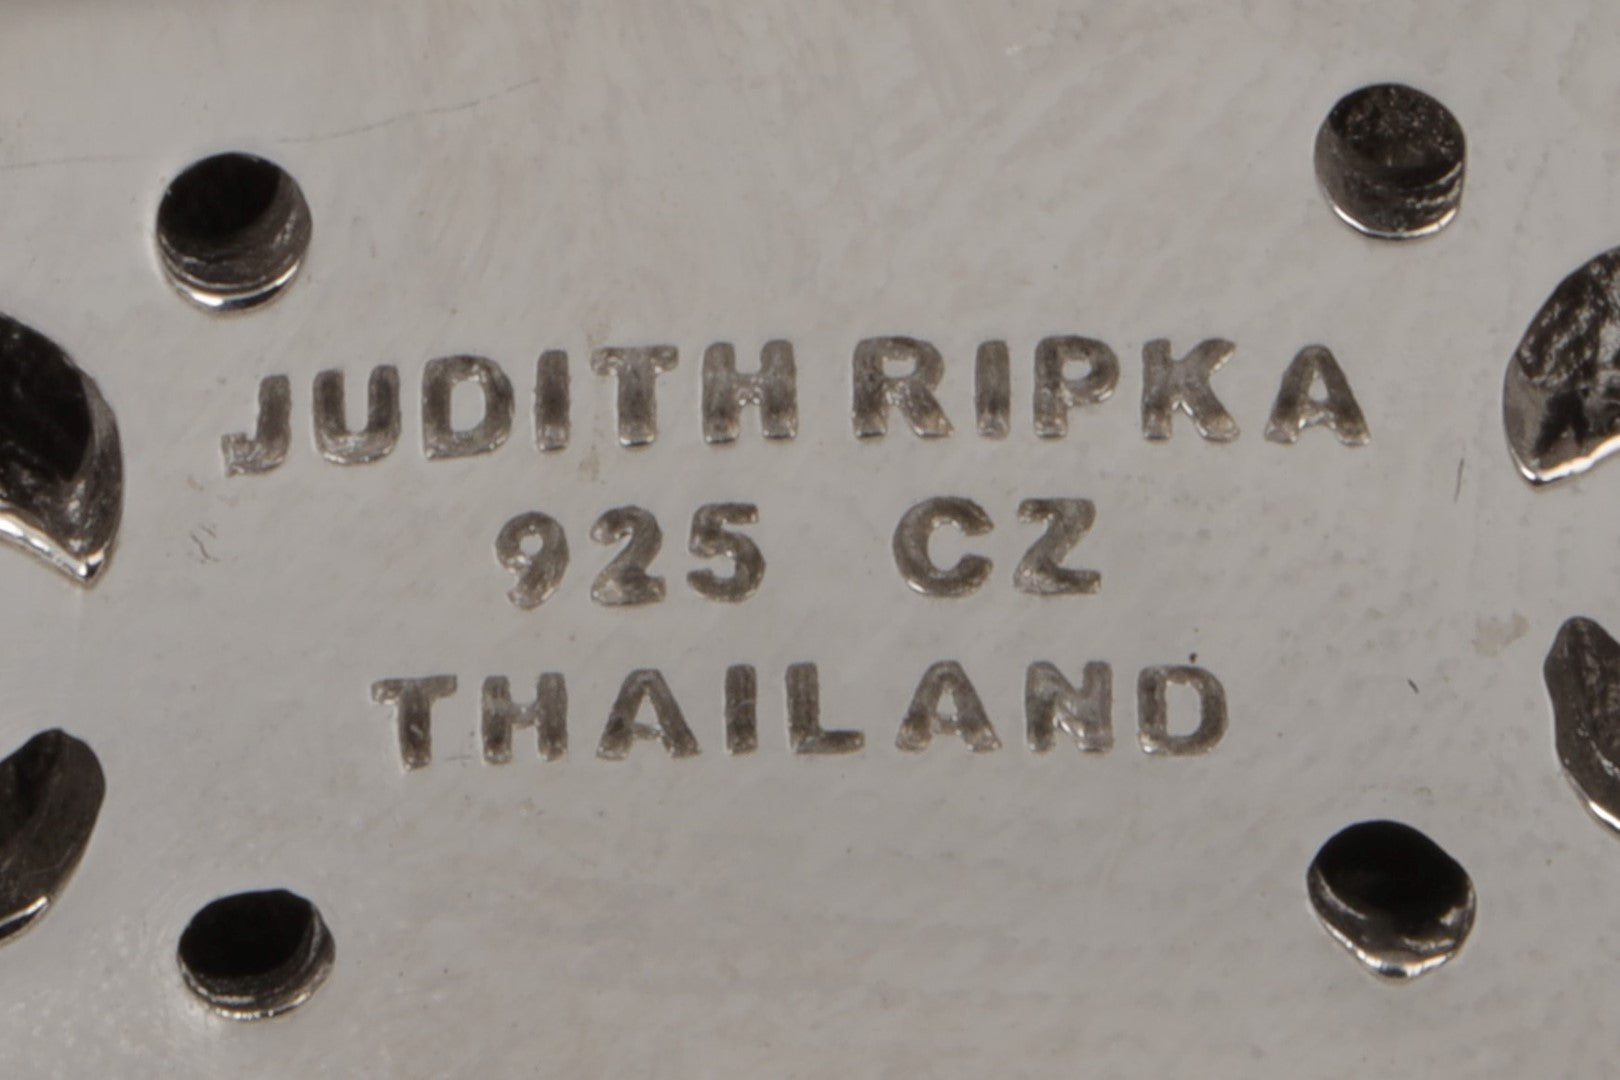 JUDITH RIPKA
925 CZ
THAILAND